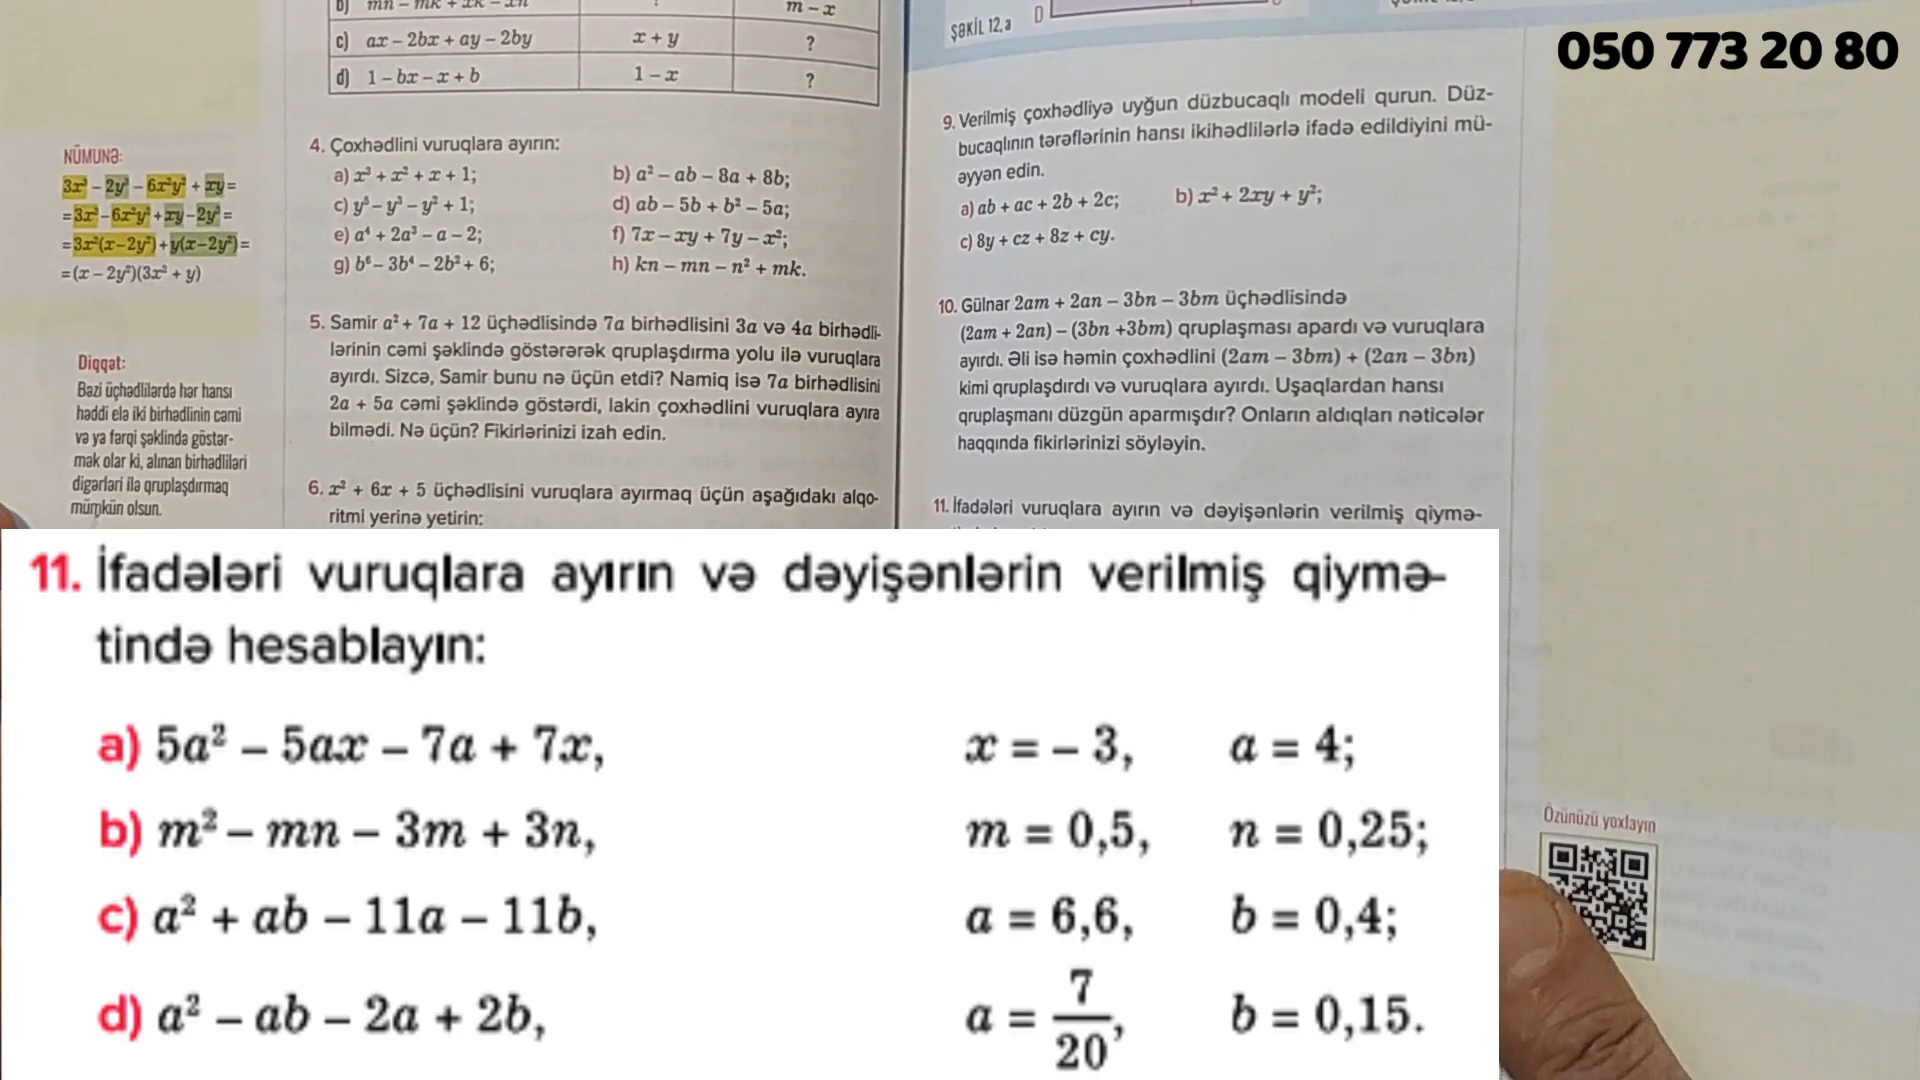 050 773 20 80
b) mn – mk + xk – xn ? m – x
c) ax – 2bx + ay – 2by x + y ?
d) 1 – bx – x + b 1 – x ?
NÜMUNƏ:
3x³ – 2y³ – 6x²y² + xy =
= 3x³ – 6x²y² + xy – 2y³ =
= 3x²(x – 2y²) + y(x – 2y²) =
= (x – 2y²)(3x² + y)
Diqqət:
Bəzi üçhədlilərdə hər hansı
həddi elə iki birhədlinin cəmi
və ya fərqi şəklində göstər-
mək olar ki, alınan birhədliləri
digərləri ilə qruplaşdırmaq
mümkün olsun.
4. Çoxhədlini vuruqlara ayırın:
a) x³ + x² + x + 1; b) a² – ab – 8a + 8b;
c) y⁵ – y³ – y² + 1; d) ab – 5b + b² – 5a;
e) a⁴ + 2a³ – a – 2; f) 7x – xy + 7y – x²;
g) b⁶ – 3b⁴ – 2b² + 6; h) kn – mn – n² + mk.
5. Samir a² + 7a + 12 üçhədlisində 7a birhədlisini 3a və 4a birhədli-
lərinin cəmi şəklində göstərərək qruplaşdırma yolu ilə vuruqlara
ayırdı. Sizcə, Samir bunu nə üçün etdi? Namiq isə 7a birhədlisini
2a + 5a cəmi şəklində göstərdi, lakin çoxhədlini vuruqlara ayıra
bilmədi. Nə üçün? Fikirlərinizi izah edin.
6. x² + 6x + 5 üçhədlisini vuruqlara ayırmaq üçün aşağıdakı alqo-
ritmi yerinə yetirin:
ŞƏKİL 12, a D
9. Verilmiş çoxhədliyə uyğun düzbucaqlı modeli qurun. Düz-
bucaqlının tərəflərinin hansı ikihədlilərlə ifadə edildiyini mü-
əyyən edin.
a) ab + ac + 2b + 2c; b) x² + 2xy + y²;
c) 8y + cz + 8z + cy.
10. Gülnar 2am + 2an – 3bn – 3bm üçhədlisində
(2am + 2an) – (3bn +3bm) qruplaşması apardı və vuruqlara
ayırdı. Əli isə həmin çoxhədlini (2am – 3bm) + (2an – 3bn)
kimi qruplaşdırdı və vuruqlara ayırdı. Uşaqlardan hansı
qruplaşmanı düzgün aparmışdır? Onların aldıqları nəticələr
haqqında fikirlərinizi söyləyin.
11. İfadələri vuruqlara ayırın və dəyişənlərin verilmiş qiymə-
Özünüzü yoxlayın
11. İfadələri vuruqlara ayırın və dəyişənlərin verilmiş qiymə-
tində hesablayın:
a) 5a² – 5ax – 7a + 7x, x = – 3, a = 4;
b) m² – mn – 3m + 3n, m = 0,5, n = 0,25;
c) a² + ab – 11a – 11b, a = 6,6, b = 0,4;
d) a² – ab – 2a + 2b, a = 7/20, b = 0,15.